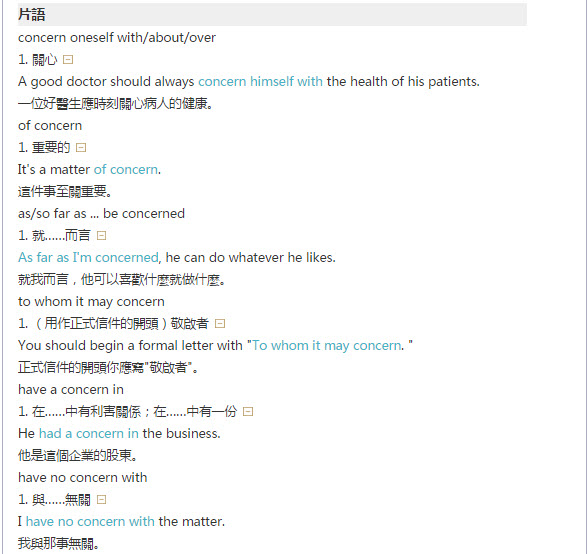 片語
concern oneself with/about/over
1. 關心
A good doctor should always concern himself with the health of his patients.
一位好醫生應時刻關心病人的健康。
of concern
1. 重要的
It's a matter of concern.
這件事至關重要。
as/so far as ... be concerned
1. 就……而言
As far as I'm concerned, he can do whatever he likes.
就我而言，他可以喜歡什麼就做什麼。
to whom it may concern
1. （用作正式信件的開頭）敬啟者
You should begin a formal letter with "To whom it may concern. "
正式信件的開頭你應寫"敬啟者"。
have a concern in
1. 在……中有利害關係；在……中有一份
He had a concern in the business.
他是這個企業的股東。
have no concern with
1. 與……無關
I have no concern with the matter.
我與那事無關。